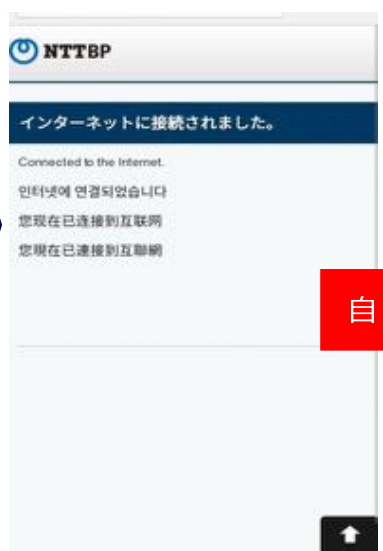 NTTBP
インターネットに接続されました。
Connected to the Internet.
인터넷에 연결되었습니다
您现在已连接到互联网
您現在已連接到互聯網
自